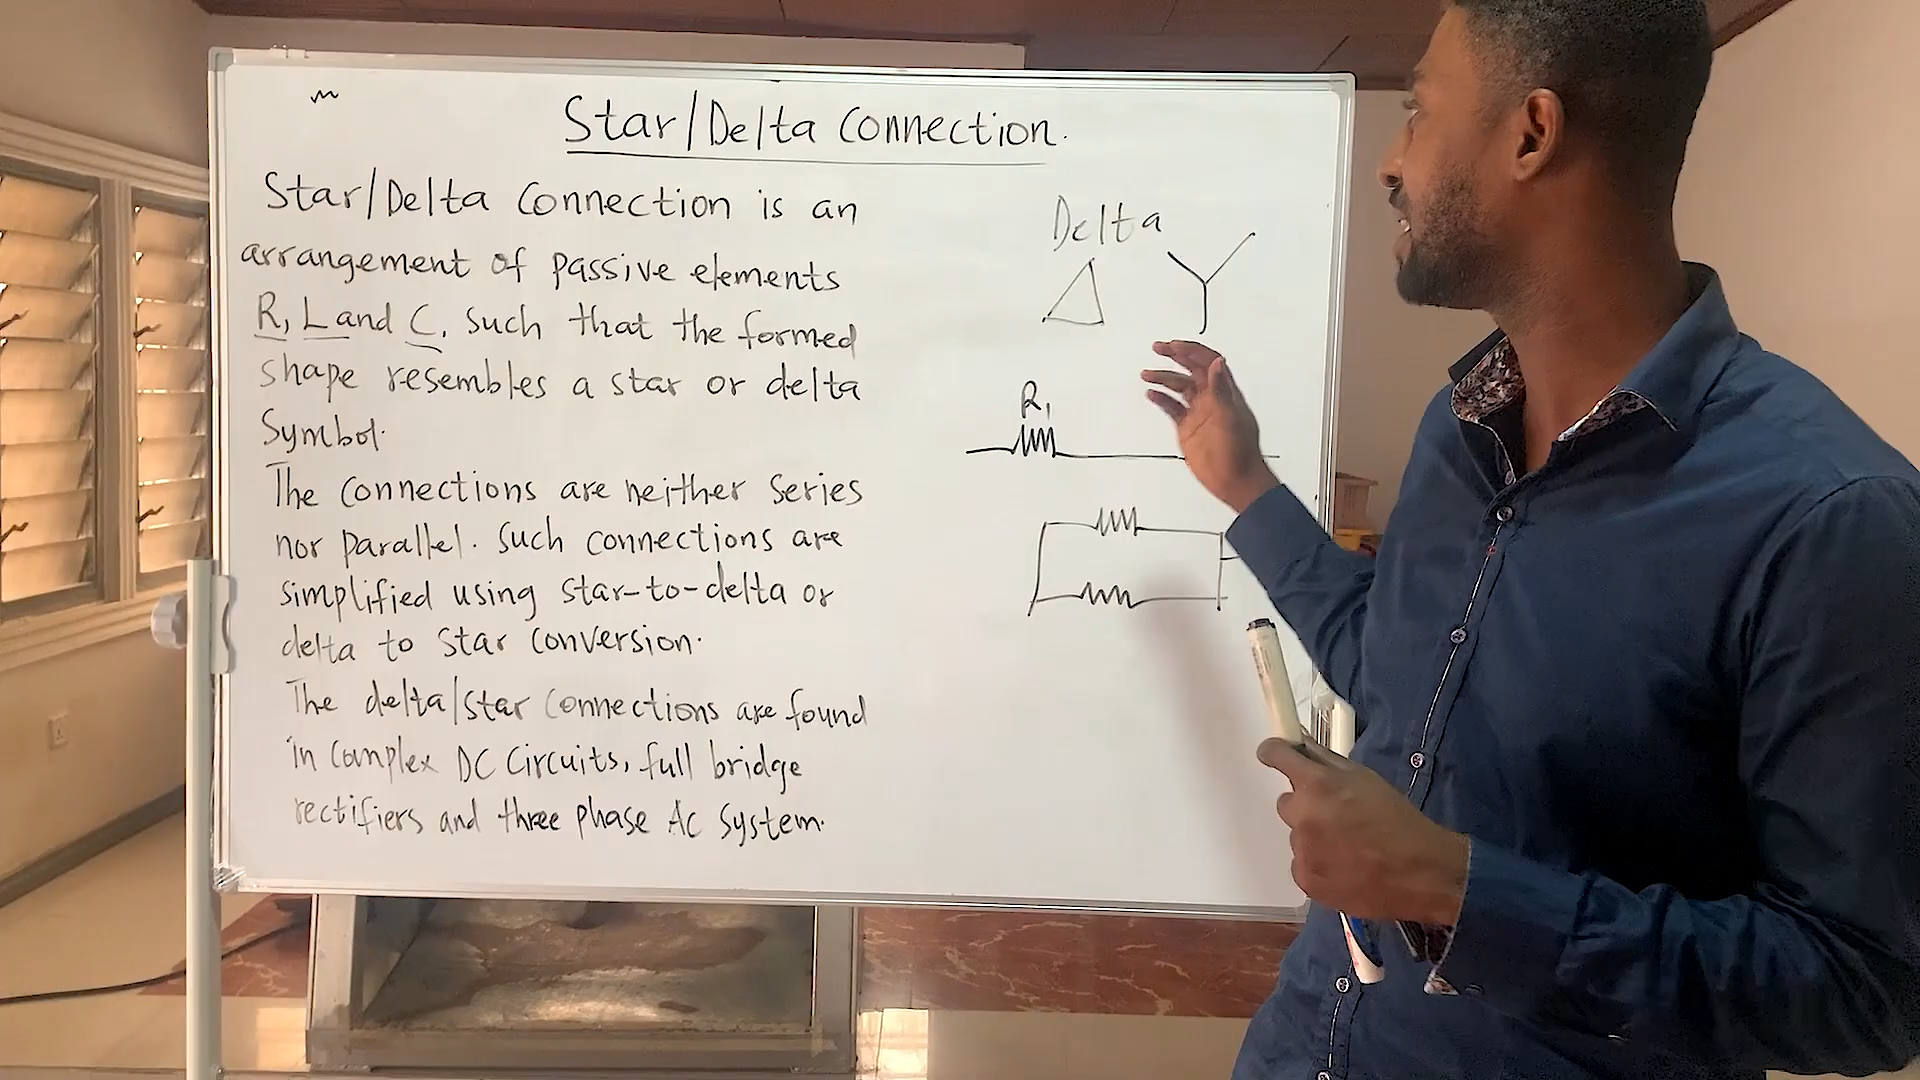 Star/Delta Connection.
Star/Delta Connection is an
arrangement of passive elements
R, L and C, such that the formed
shape resembles a star or delta
Symbol.
The connections are neither series
nor parallel. Such connections are
simplified using star-to-delta or
delta to star conversion.
The delta/star connections are found
in complex DC circuits, full bridge
rectifiers and three phase AC system.
Delta
R1